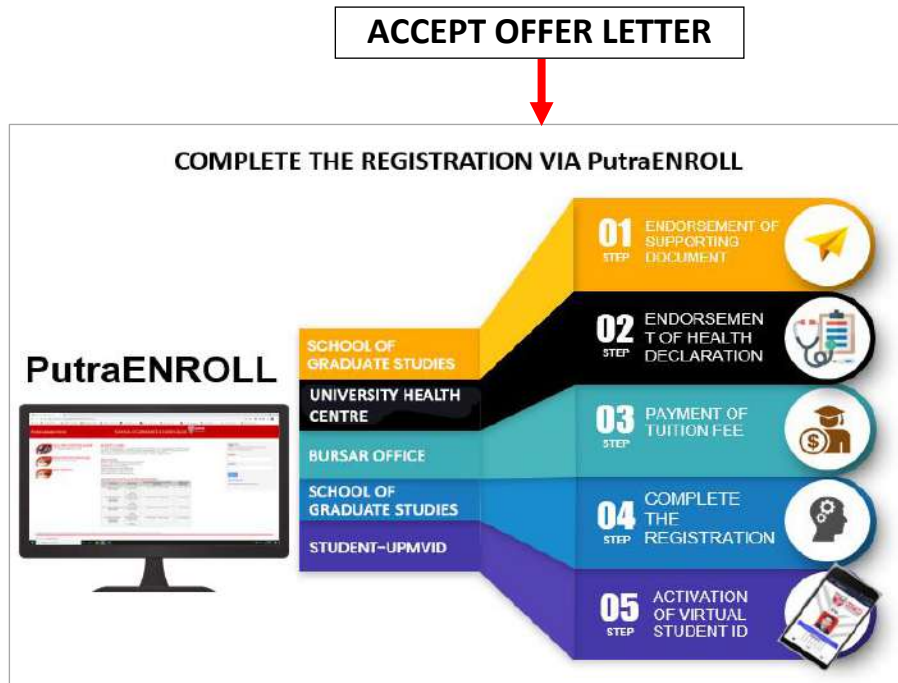 ACCEPT OFFER LETTER
COMPLETE THE REGISTRATION VIA PutraENROLL
PutraENROLL
SCHOOL OF
GRADUATE STUDIES
UNIVERSITY HEALTH
CENTRE
BURSAR OFFICE
SCHOOL OF
GRADUATE STUDIES
STUDENT-UPMVID
01
STEP
ENDORSEMENT OF
SUPPORTING
DOCUMENT
02
STEP
ENDORSEMEN
T OF HEALTH
DECLARATION
03
STEP
PAYMENT OF
TUITION FEE
04
STEP
COMPLETE
THE
REGISTRATION
05
STEP
ACTIVATION
OF VIRTUAL
STUDENT ID